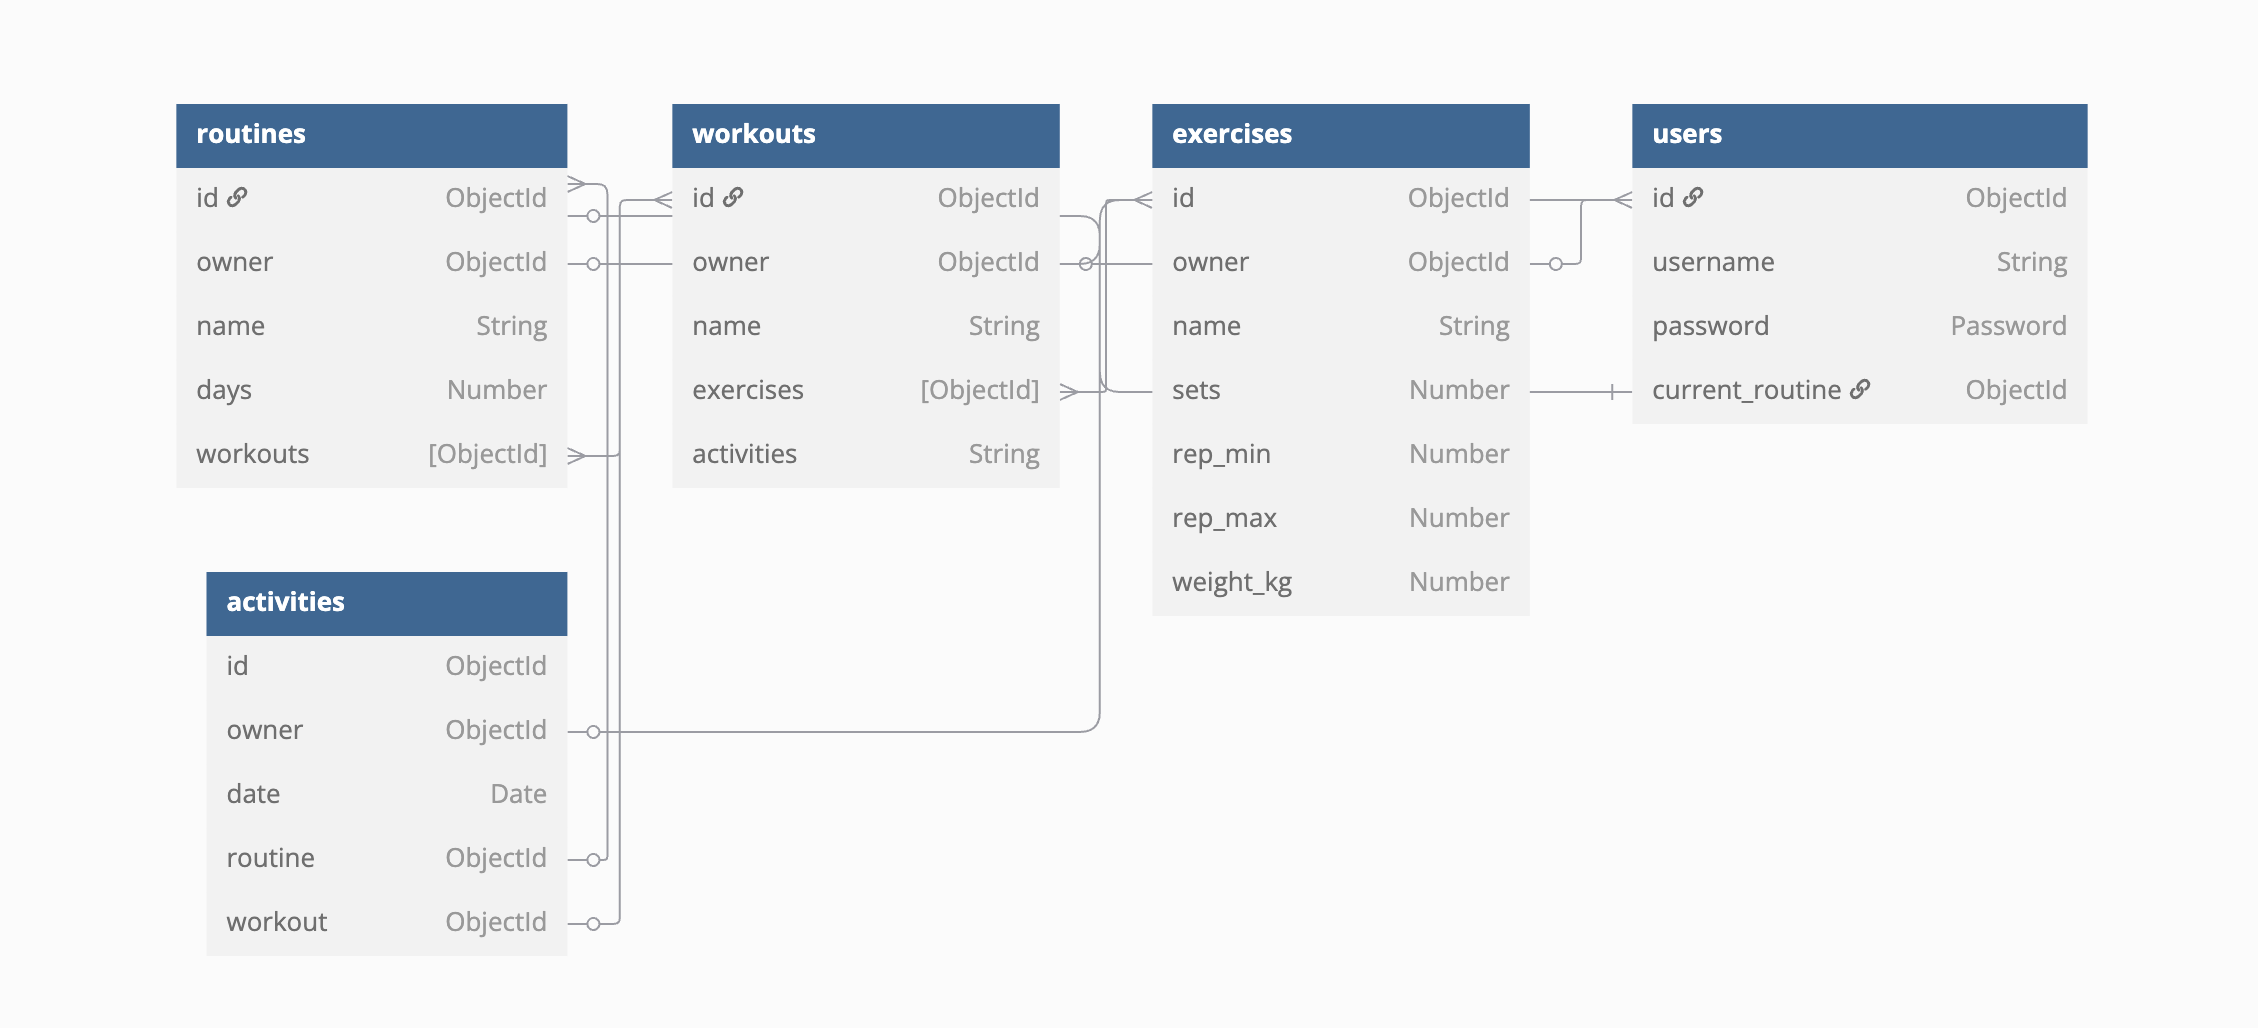 routines
id ObjectId
owner ObjectId
name String
days Number
workouts [ObjectId]
workouts
id ObjectId
owner ObjectId
name String
exercises [ObjectId]
activities String
exercises
id ObjectId
owner ObjectId
name String
sets Number
rep_min Number
rep_max Number
weight_kg Number
users
id ObjectId
username String
password Password
current_routine ObjectId
activities
id ObjectId
owner ObjectId
date Date
routine ObjectId
workout ObjectId